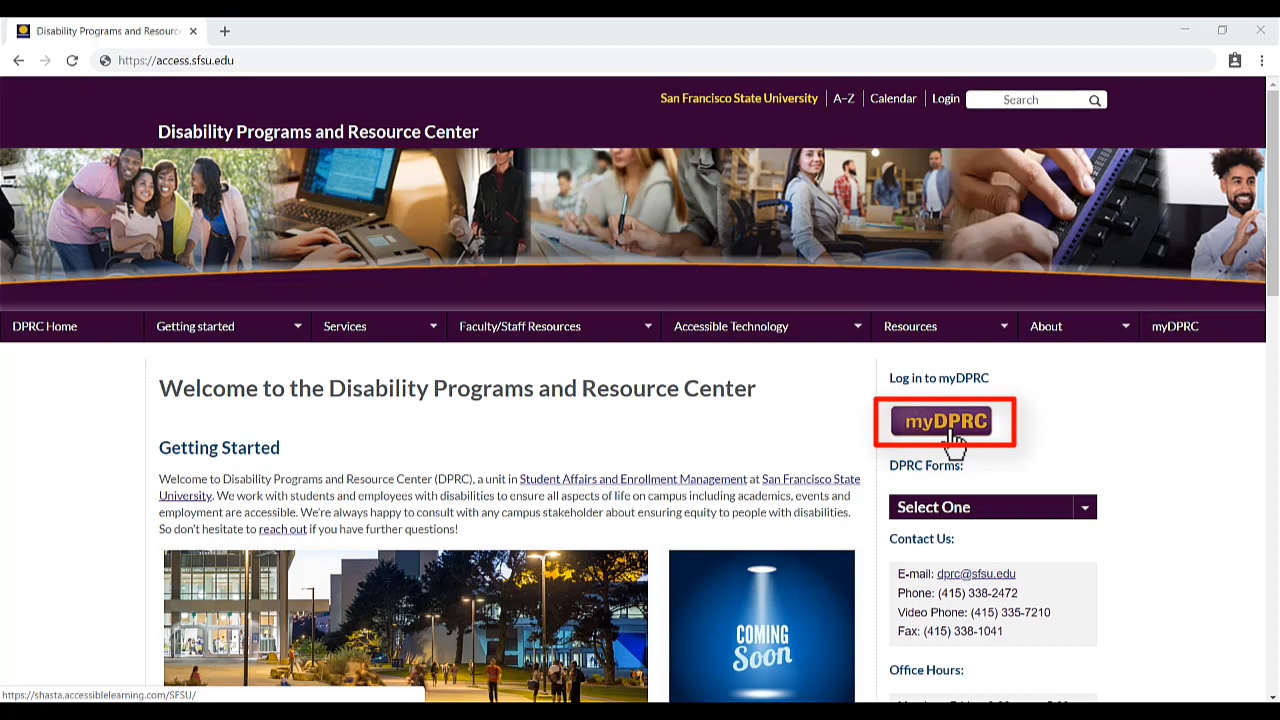 Disability Programs and Resourc
https://access.sfsu.edu
San Francisco State University A–Z Calendar Login Search
Disability Programs and Resource Center
DPRC Home Getting started Services Faculty/Staff Resources Accessible Technology Resources About myDPRC
Welcome to the Disability Programs and Resource Center
Getting Started
Welcome to Disability Programs and Resource Center (DPRC), a unit in Student Affairs and Enrollment Management at San Francisco State
University. We work with students and employees with disabilities to ensure all aspects of life on campus including academics, events and
employment are accessible. We're always happy to consult with any campus stakeholder about ensuring equity to people with disabilities.
So don't hesitate to reach out if you have further questions!
COMING
Soon
Log in to myDPRC
myDPRC
DPRC Forms:
Select One
Contact Us:
E-mail: dprc@sfsu.edu
Phone: (415) 338-2472
Video Phone: (415) 335-7210
Fax: (415) 338-1041
Office Hours:
https://shasta.accessiblelearning.com/SFSU/